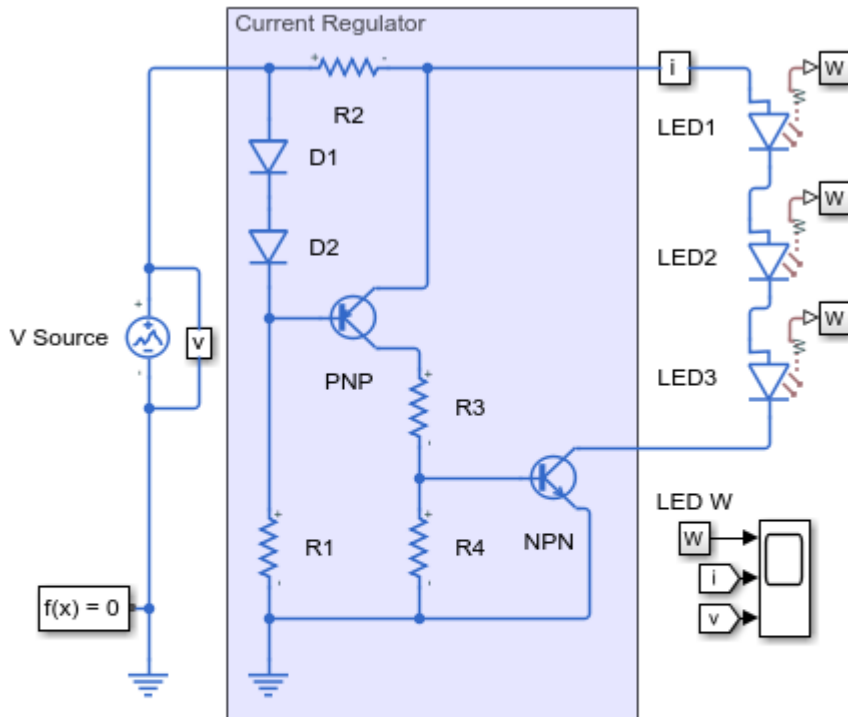 Current Regulator
+
-
R2
i
W
LED1
D1
W
D2
LED2
+
V Source
v
-
W
PNP
LED3
+
R3
-
LED W
+
R1
-
+
R4
-
NPN
W
i
v
f(x) = 0